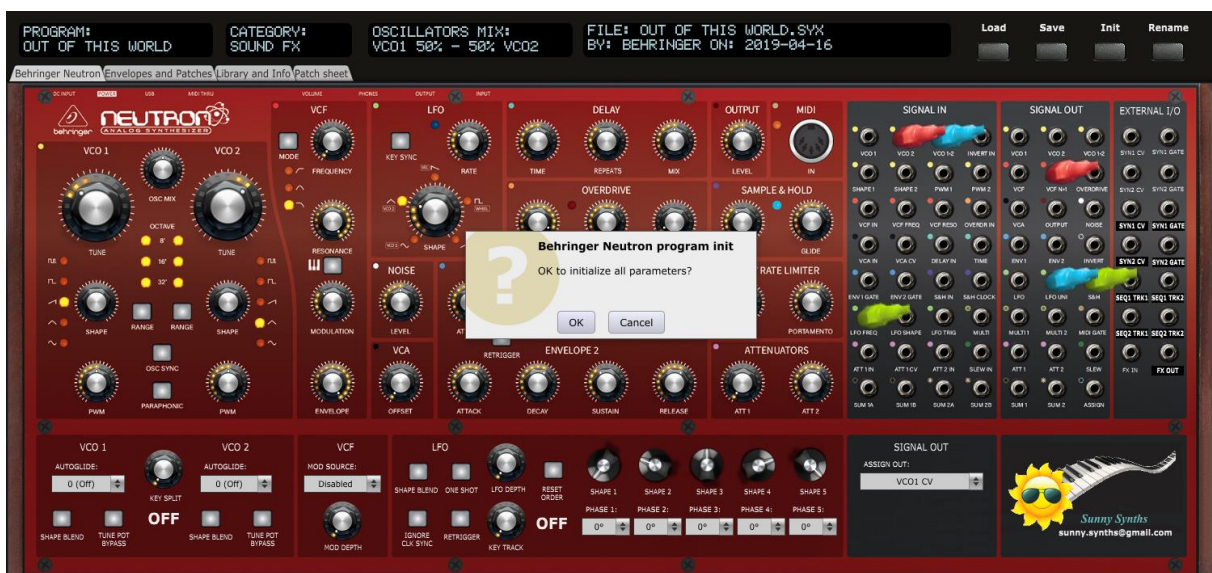 PROGRAM:
OUT OF THIS WORLD
CATEGORY:
SOUND FX
OSCILLATORS MIX:
VCO1 50% – 50% VCO2
FILE: OUT OF THIS WORLD.SYX
BY: BEHRINGER ON: 2019-04-16
Load Save Init Rename
Behringer Neutron Envelopes and Patches Library and Info Patch sheet
DC INPUT POWER USB MIDI THRU VOLUME PHONES OUTPUT INPUT
behringer
NEUTRON
ANALOG SYNTHESIZER
VCO 1 VCO 2
OSC MIX
TUNE TUNE
OCTAVE
8'
16'
32'
SHAPE RANGE RANGE SHAPE
OSC SYNC
PARAPHONIC
PWM PWM
VCF
MODE FREQUENCY
RESONANCE
MODULATION
ENVELOPE
LFO
KEY SYNC RATE
SHAPE
NOISE
LEVEL
VCA
OFFSET
DELAY
TIME REPEATS MIX
OVERDRIVE
RETRIGGER
ENVELOPE 2
ATTACK DECAY SUSTAIN RELEASE
OUTPUT
LEVEL
MIDI
IN
SAMPLE & HOLD
GLIDE
RATE LIMITER
PORTAMENTO
ATTENUATORS
ATT 1 ATT 2
Behringer Neutron program init
OK to initialize all parameters?
OK Cancel
SIGNAL IN
VCO 1 VCO 2 VCO 1-2 INVERT IN
SHAPE 1 SHAPE 2 PWM 1 PWM 2
VCF IN VCF FREQ VCF RESO OVERDR IN
VCA IN VCA CV DELAY IN TIME
ENV 1 GATE ENV 2 GATE S&H IN S&H CLOCK
LFO FREQ LFO SHAPE LFO TRIG MULTI
ATT 1 IN ATT 1 CV ATT 2 IN SLEW IN
SUM 1A SUM 1B SUM 2A SUM 2B
SIGNAL OUT
VCO 1 VCO 2 VCO 1-2
VCF VCF No1 OVERDRIVE
VCA OUTPUT NOISE
ENV 1 ENV 2 INVERT
LFO LFO UNI S&H
MULTI 1 MULTI 2 MIDI GATE
ATT 1 ATT 2 SLEW
SUM 1 SUM 2 ASSIGN
EXTERNAL I/O
SYN1 CV SYN1 GATE
SYN2 CV SYN2 GATE
SYN1 CV SYN1 GATE
SYN2 CV SYN2 GATE
SEQ1 TRK1 SEQ1 TRK2
SEQ2 TRK1 SEQ2 TRK2
FX IN FX OUT
VCO 1 VCO 2
AUTOGLIDE: AUTOGLIDE:
0 (Off) 0 (Off)
KEY SPLIT
OFF
SHAPE BLEND TUNE POT BYPASS SHAPE BLEND TUNE POT BYPASS
VCF
MOD SOURCE:
Disabled
MOD DEPTH
LFO
SHAPE BLEND ONE SHOT LFO DEPTH RESET ORDER
IGNORE CLK SYNC RETRIGGER KEY TRACK
OFF
SHAPE 1 SHAPE 2 SHAPE 3 SHAPE 4 SHAPE 5
PHASE 1: PHASE 2: PHASE 3: PHASE 4: PHASE 5:
0° 0° 0° 0° 0°
SIGNAL OUT
ASSIGN OUT:
VCO1 CV
Sunny Synths
sunny.synths@gmail.com